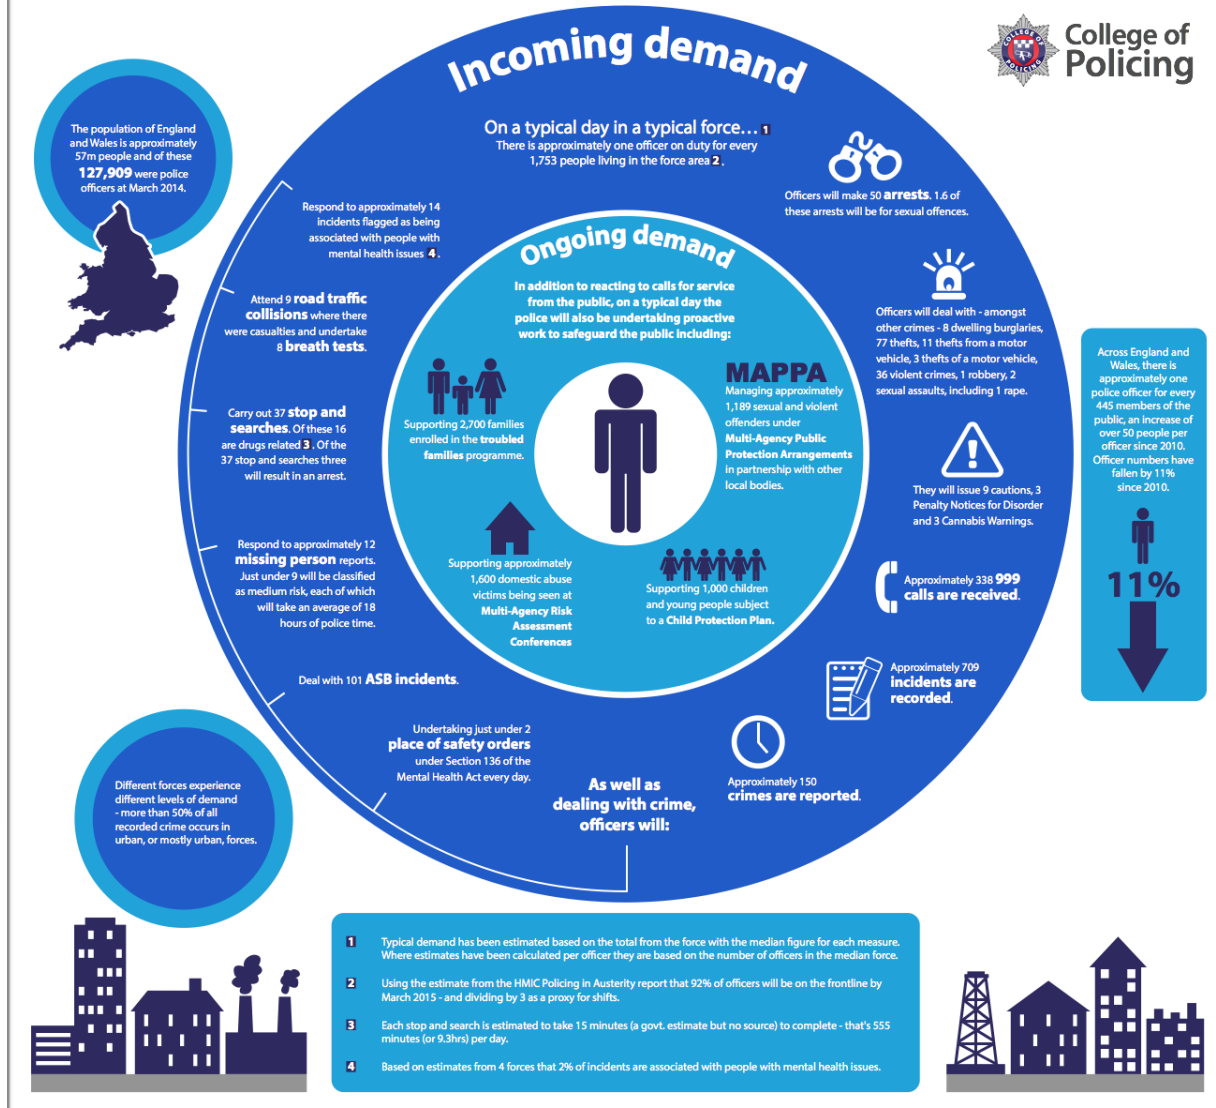 Incoming demand
COLLEGE OF
POLICING
College of
Policing
The population of England
and Wales is approximately
57m people and of these
127,909 were police
officers at March 2014.
On a typical day in a typical force... 1
There is approximately one officer on duty for every
1,753 people living in the force area 2 .
Officers will make 50 arrests. 1.6 of
these arrests will be for sexual offences.
Officers will deal with - amongst
other crimes - 8 dwelling burglaries,
77 thefts, 11 thefts from a motor
vehicle, 3 thefts of a motor vehicle,
36 violent crimes, 1 robbery, 2
sexual assaults, including 1 rape.
They will issue 9 cautions, 3
Penalty Notices for Disorder
and 3 Cannabis Warnings.
Approximately 338 999
calls are received.
Approximately 709
incidents are
recorded.
Approximately 150
crimes are reported.
As well as
dealing with crime,
officers will:
Respond to approximately 14
incidents flagged as being
associated with people with
mental health issues 4 .
Attend 9 road traffic
collisions where there
were casualties and undertake
8 breath tests.
Carry out 37 stop and
searches. Of these 16
are drugs related 3 . Of the
37 stop and searches three
will result in an arrest.
Respond to approximately 12
missing person reports.
Just under 9 will be classified
as medium risk, each of which
will take an average of 18
hours of police time.
Deal with 101 ASB incidents.
Undertaking just under 2
place of safety orders
under Section 136 of the
Mental Health Act every day.
Ongoing demand
In addition to reacting to calls for service
from the public, on a typical day the
police will also be undertaking proactive
work to safeguard the public including:
Supporting 2,700 families
enrolled in the troubled
families programme.
MAPPA
Managing approximately
1,189 sexual and violent
offenders under
Multi-Agency Public
Protection Arrangements
in partnership with other
local bodies.
Supporting approximately
1,600 domestic abuse
victims being seen at
Multi-Agency Risk
Assessment
Conferences
Supporting 1,000 children
and young people subject
to a Child Protection Plan.
Across England and
Wales, there is
approximately one
police officer for every
445 members of the
public, an increase of
over 50 people per
officer since 2010.
Officer numbers have
fallen by 11%
since 2010.
11%
Different forces experience
different levels of demand
- more than 50% of all
recorded crime occurs in
urban, or mostly urban, forces.
1 Typical demand has been estimated based on the total from the force with the median figure for each measure.
Where estimates have been calculated per officer they are based on the number of officers in the median force.
2 Using the estimate from the HMIC Policing in Austerity report that 92% of officers will be on the frontline by
March 2015 - and dividing by 3 as a proxy for shifts.
3 Each stop and search is estimated to take 15 minutes (a govt. estimate but no source) to complete - that's 555
minutes (or 9.3hrs) per day.
4 Based on estimates from 4 forces that 2% of incidents are associated with people with mental health issues.